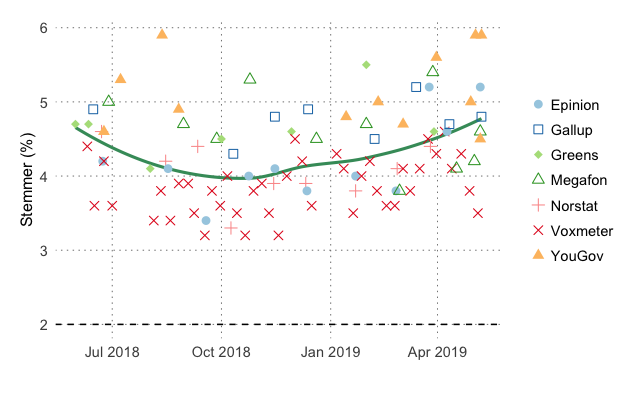 6
5
4
3
2
Stemmer (%)
Jul 2018
Oct 2018
Jan 2019
Apr 2019
Epinion
Gallup
Greens
Megafon
Norstat
Voxmeter
YouGov